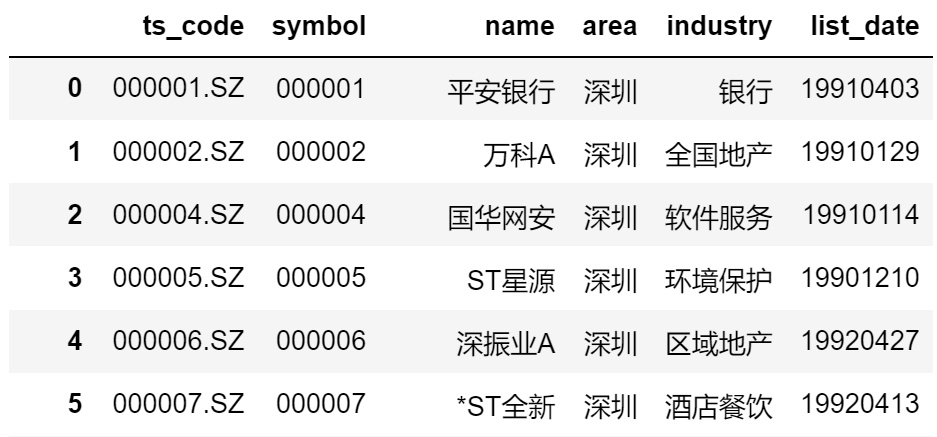 ts_code symbol name area industry list_date
0 000001.SZ 000001 平安银行 深圳 银行 19910403
1 000002.SZ 000002 万科A 深圳 全国地产 19910129
2 000004.SZ 000004 国华网安 深圳 软件服务 19910114
3 000005.SZ 000005 ST星源 深圳 环境保护 19901210
4 000006.SZ 000006 深振业A 深圳 区域地产 19920427
5 000007.SZ 000007 *ST全新 深圳 酒店餐饮 19920413